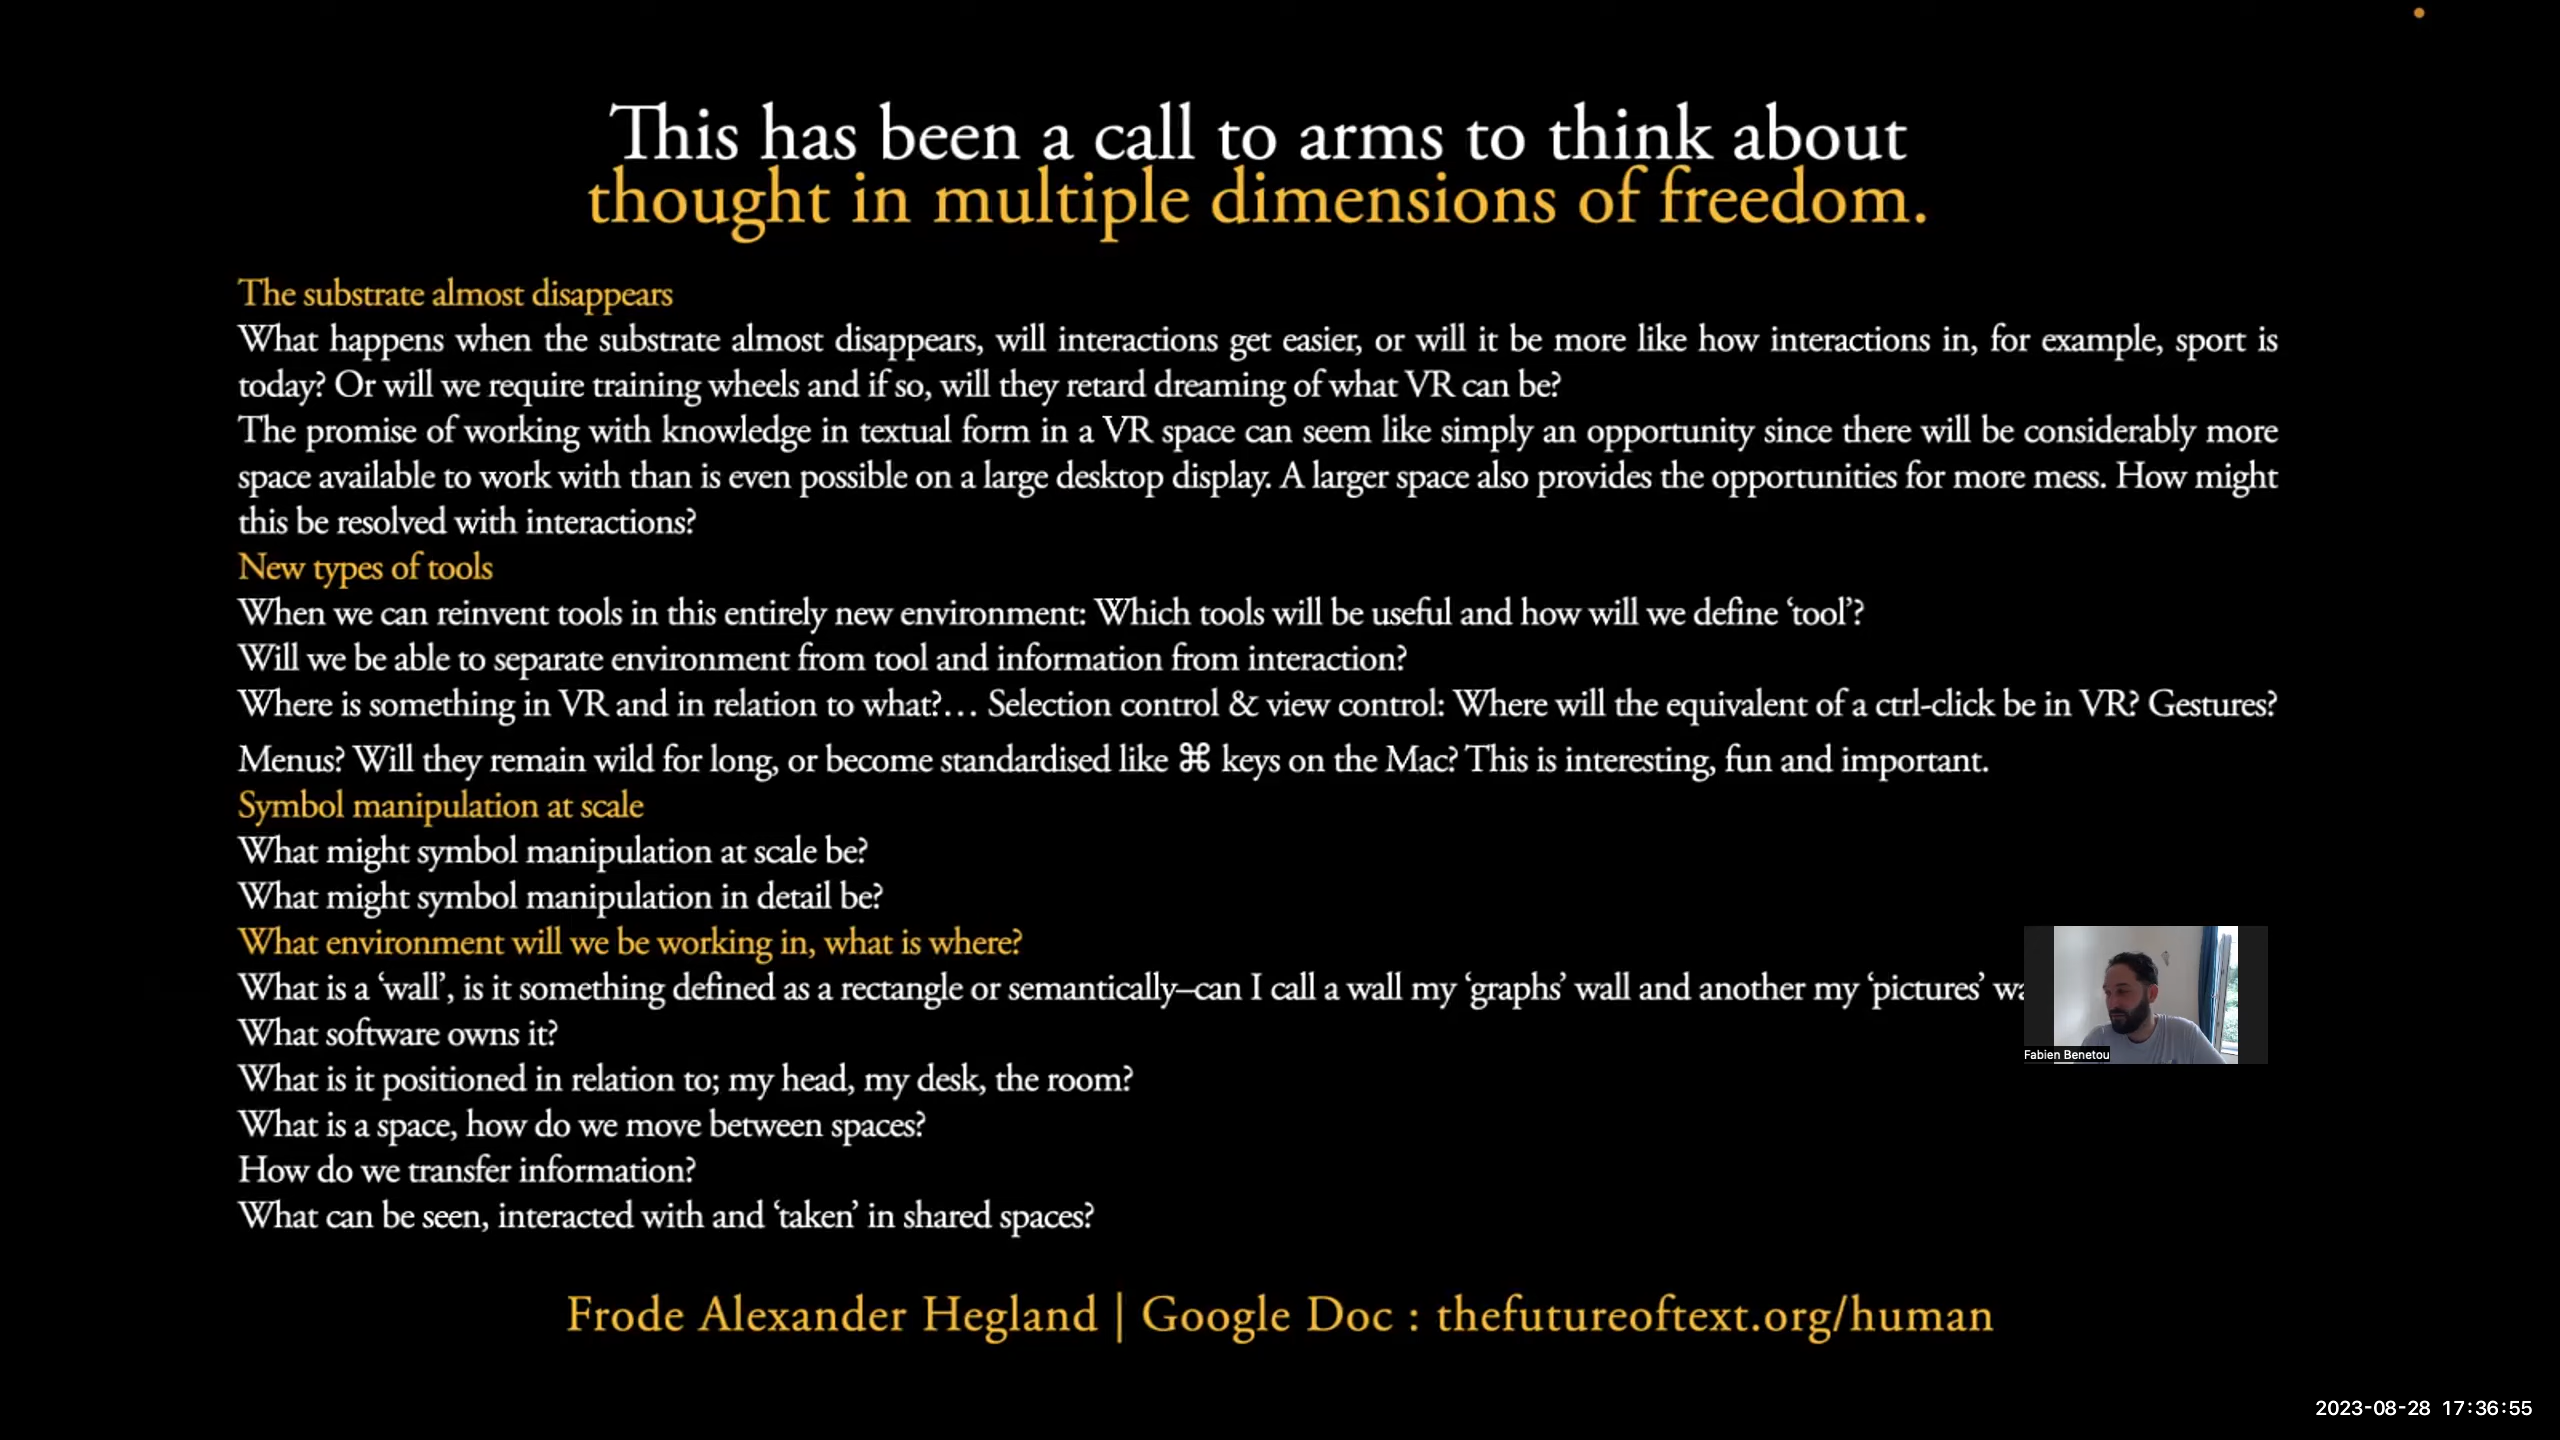 This has been a call to arms to think about
thought in multiple dimensions of freedom.
The substrate almost disappears
What happens when the substrate almost disappears, will interactions get easier, or will it be more like how interactions in, for example, sport is
today? Or will we require training wheels and if so, will they retard dreaming of what VR can be?
The promise of working with knowledge in textual form in a VR space can seem like simply an opportunity since there will be considerably more
space available to work with than is even possible on a large desktop display. A larger space also provides the opportunities for more mess. How might
this be resolved with interactions?
New types of tools
When we can reinvent tools in this entirely new environment: Which tools will be useful and how will we define ‘tool’?
Will we be able to separate environment from tool and information from interaction?
Where is something in VR and in relation to what?… Selection control & view control: Where will the equivalent of a ctrl-click be in VR? Gestures?
Menus? Will they remain wild for long, or become standardised like ⌘ keys on the Mac? This is interesting, fun and important.
Symbol manipulation at scale
What might symbol manipulation at scale be?
What might symbol manipulation in detail be?
What environment will we be working in, what is where?
What is a ‘wall’, is it something defined as a rectangle or semantically–can I call a wall my ‘graphs’ wall and another my ‘pictures’
What software owns it?
Fabien Benetou
What is it positioned in relation to; my head, my desk, the room?
What is a space, how do we move between spaces?
How do we transfer information?
What can be seen, interacted with and ‘taken’ in shared spaces?
Frode Alexander Hegland | Google Doc : thefutureoftext.org/human
2023-08-28 17:36:55